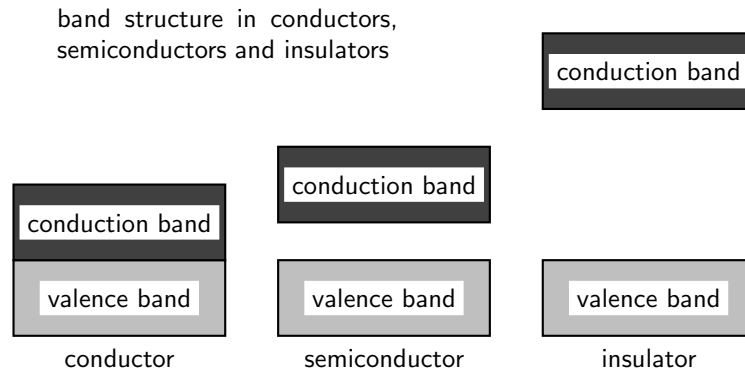 band structure in conductors,
semiconductors and insulators
conduction band
conduction band
conduction band
valence band
valence band
valence band
conductor
semiconductor
insulator